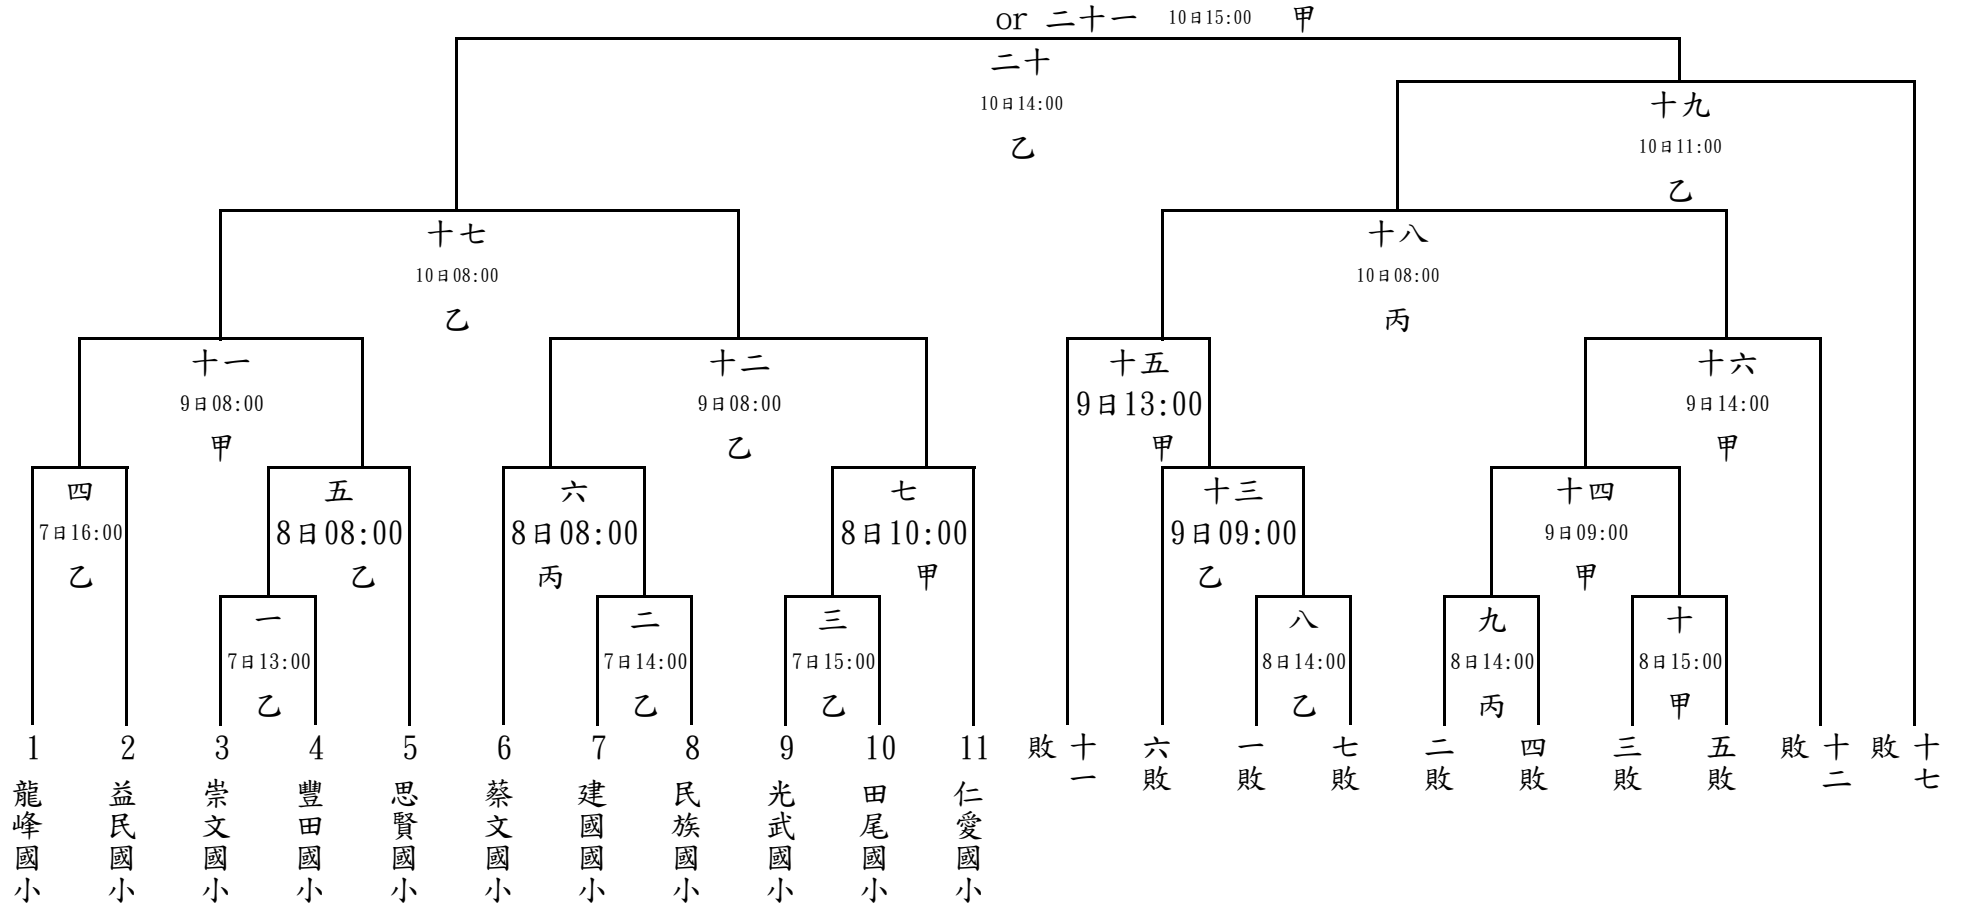 or 二十一 10日15:00 甲
二十
10日14:00
乙
十九
10日11:00
乙
十七
10日08:00
乙
十八
10日08:00
丙
十一
9日08:00
甲
十二
9日08:00
乙
十五
9日13:00
甲
十六
9日14:00
甲
四
7日16:00
乙
五
8日08:00
乙
六
8日08:00
丙
七
8日10:00
甲
十三
9日09:00
乙
十四
9日09:00
甲
一
7日13:00
乙
二
7日14:00
乙
三
7日15:00
乙
八
8日14:00
乙
九
8日14:00
丙
十
8日15:00
甲
1
龍峰國小
2
益民國小
3
崇文國小
4
豐田國小
5
思賢國小
6
蔡文國小
7
建國國小
8
民族國小
9
光武國小
10
田尾國小
11
仁愛國小
十一敗
六敗
一敗
七敗
二敗
四敗
三敗
五敗
十二敗
十七敗